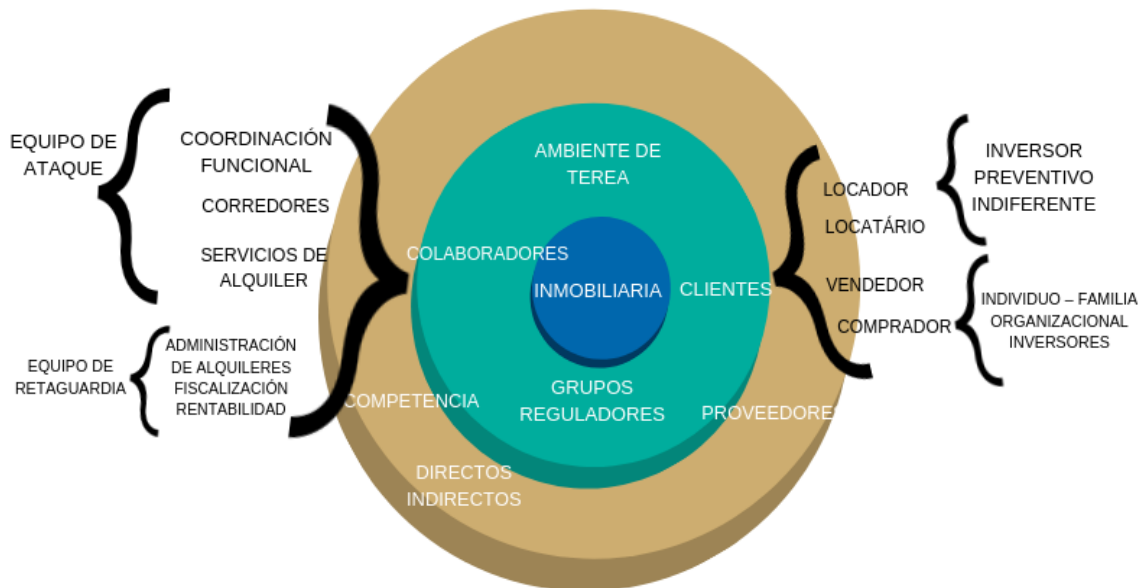 EQUIPO DE
ATAQUE
COORDINACIÓN
FUNCIONAL
CORREDORES
SERVICIOS DE
ALQUILER
EQUIPO DE
RETAGUARDIA
ADMINISTRACIÓN
DE ALQUILERES
FISCALIZACIÓN
RENTABILIDAD
AMBIENTE DE
TEREA
COLABORADORES
INMOBILIARIA
CLIENTES
GRUPOS
REGULADORES
COMPETENCIA
PROVEEDORES
DIRECTOS
INDIRECTOS
LOCADOR
LOCATÁRIO
VENDEDOR
COMPRADOR
INVERSOR
PREVENTIVO
INDIFERENTE
INDIVIDUO – FAMILIA
ORGANIZACIONAL
INVERSORES